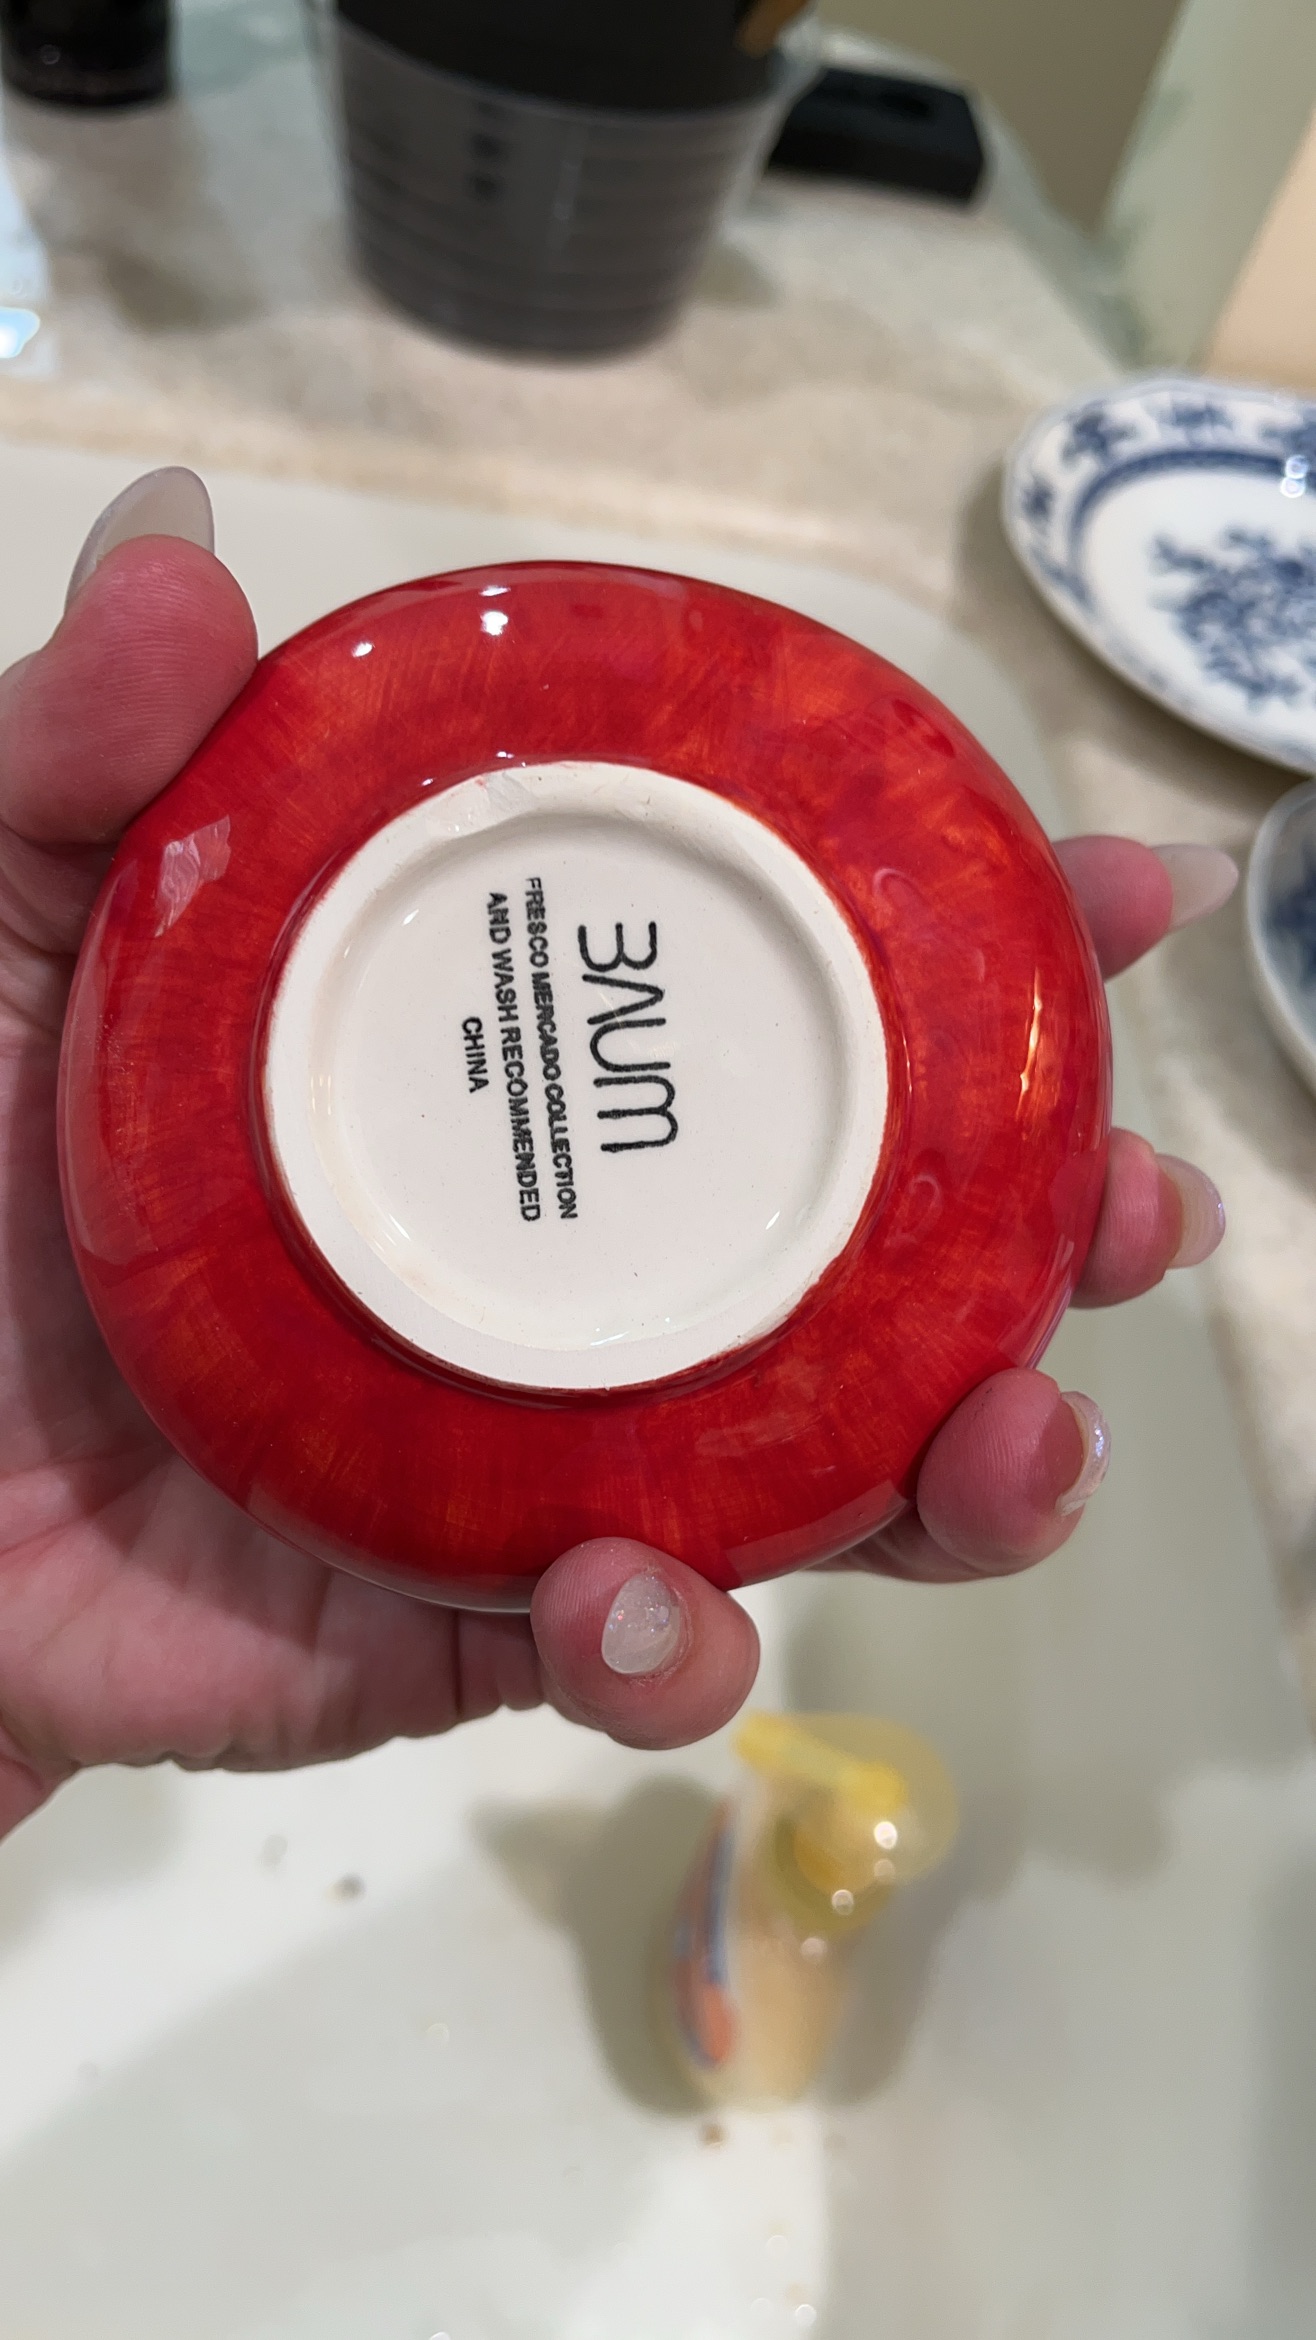 BAUM
FRESCO MERCADO COLLECTION
AND WASH RECOMMENDED
CHINA